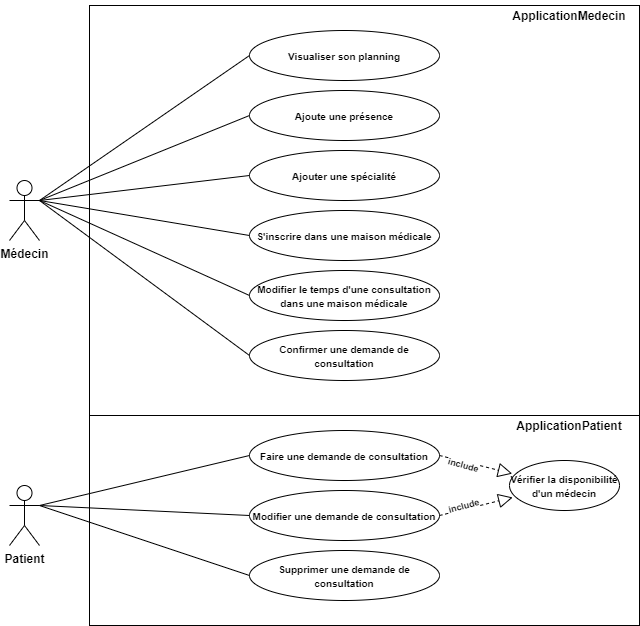 ApplicationMedecin
Visualiser son planning
Ajoute une présence
Ajouter une spécialité
S'inscrire dans une maison médicale
Médecin
Modifier le temps d'une consultation
dans une maison médicale
Confirmer une demande de
consultation
ApplicationPatient
Faire une demande de consultation
include
Vérifier la disponibilite
d'un médecin
Modifier une demande de consultation
include
Patient
Supprimer une demande de
consultation